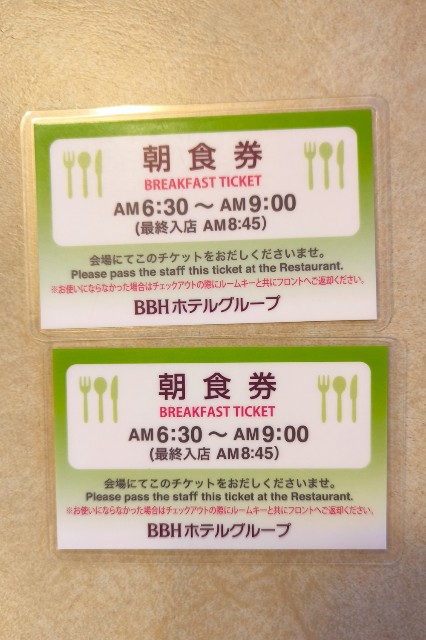 朝食券
BREAKFAST TICKET
AM6:30～AM9:00
(最終入店 AM8:45)
会場にてこのチケットをおだしくださいませ。
Please pass the staff this ticket at the Restaurant.
※お使いにならなかった場合はチェックアウトの際にルームキーと共にフロントへご返却ください。
BBHホテルグループ
朝食券
BREAKFAST TICKET
AM6:30～AM9:00
(最終入店 AM8:45)
会場にてこのチケットをおだしくださいませ。
Please pass the staff this ticket at the Restaurant.
※お使いにならなかった場合はチェックアウトの際にルームキーと共にフロントへご返却ください。
BBHホテルグループ